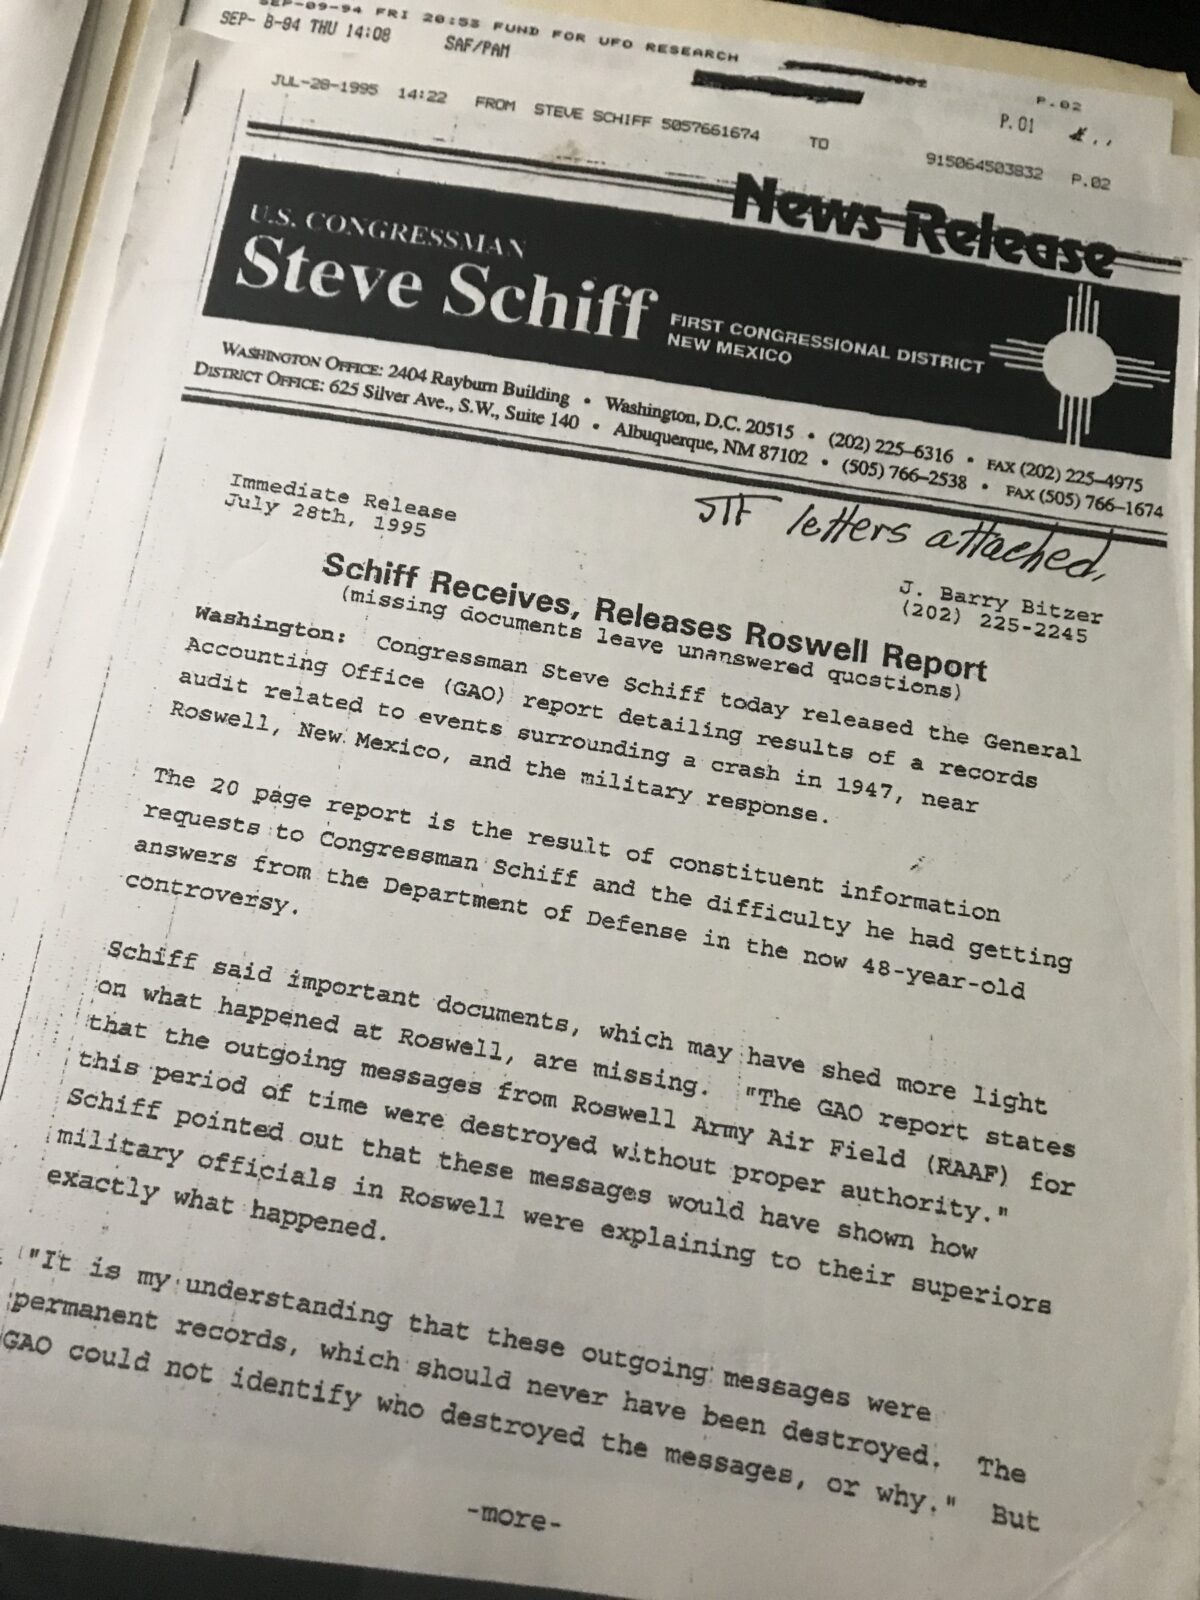 SEP-09-94 FRI 20:53 FUND FOR UFO RESEARCH P.02
SEP- 8-94 THU 14:08 SAF/PAM P.01
JUL-28-1995 14:22 FROM STEVE SCHIFF 5057661674 TO 915064503832 P.02
News Release
U.S. CONGRESSMAN
Steve Schiff
FIRST CONGRESSIONAL DISTRICT
NEW MEXICO
WASHINGTON OFFICE: 2404 Rayburn Building • Washington, D.C. 20515 • (202) 225-6316 • FAX (202) 225-4975
DISTRICT OFFICE: 625 Silver Ave., S.W., Suite 140 • Albuquerque, NM 87102 • (505) 766-2538 • FAX (505) 766-1674
letters attached.
Immediate Release
July 28th, 1995
J. Barry Bitzer
(202) 225-2245
Schiff Receives, Releases Roswell Report
(missing documents leave unanswered questions)
Washington: Congressman Steve Schiff today released the General
Accounting Office (GAO) report detailing results of a records
audit related to events surrounding a crash in 1947, near
Roswell, New Mexico, and the military response.
The 20 page report is the result of constituent information
requests to Congressman Schiff and the difficulty he had getting
answers from the Department of Defense in the now 48-year-old
controversy.
Schiff said important documents, which may have shed more light
on what happened at Roswell, are missing. "The GAO report states
that the outgoing messages from Roswell Army Air Field (RAAF) for
this period of time were destroyed without proper authority."
Schiff pointed out that these messages would have shown how
military officials in Roswell were explaining to their superiors
exactly what happened.
"It is my understanding that these outgoing messages were
permanent records, which should never have been destroyed. The
GAO could not identify who destroyed the messages, or why." But
-more-